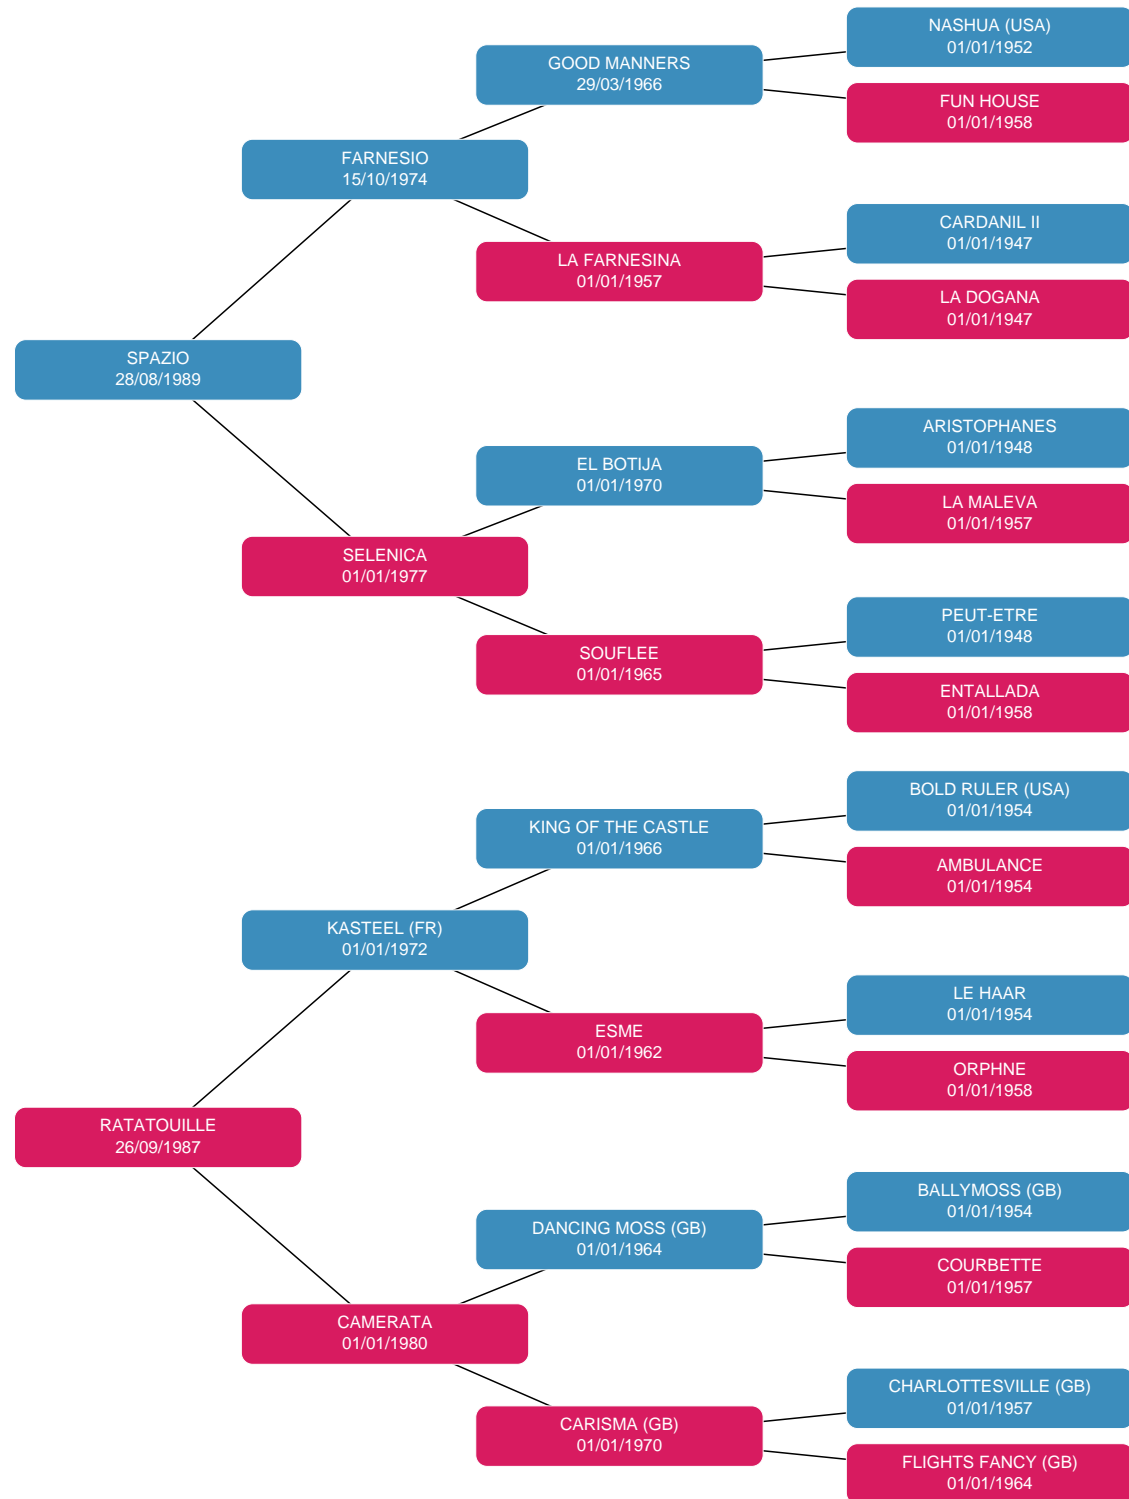 NASHUA (USA)
01/01/1952
GOOD MANNERS
29/03/1966
FUN HOUSE
01/01/1958
FARNESIO
15/10/1974
CARDANIL II
01/01/1947
LA FARNESINA
01/01/1957
LA DOGANA
01/01/1947
SPAZIO
28/08/1989
ARISTOPHANES
01/01/1948
EL BOTIJA
01/01/1970
LA MALEVA
01/01/1957
SELENICA
01/01/1977
PEUT-ETRE
01/01/1948
SOUFLEE
01/01/1965
ENTALLADA
01/01/1958
BOLD RULER (USA)
01/01/1954
KING OF THE CASTLE
01/01/1966
AMBULANCE
01/01/1954
KASTEEL (FR)
01/01/1972
LE HAAR
01/01/1954
ESME
01/01/1962
ORPHNE
01/01/1958
RATATOUILLE
26/09/1987
BALLYMOSS (GB)
01/01/1954
DANCING MOSS (GB)
01/01/1964
COURBETTE
01/01/1957
CAMERATA
01/01/1980
CHARLOTTESVILLE (GB)
01/01/1957
CARISMA (GB)
01/01/1970
FLIGHTS FANCY (GB)
01/01/1964